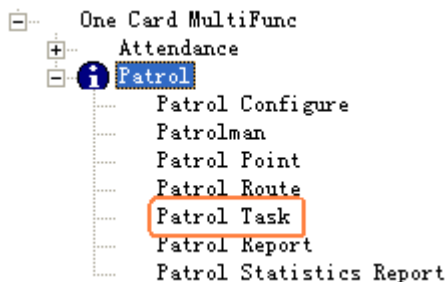 One Card MultiFunc
Attendance
Patrol
Patrol Configure
Patrolman
Patrol Point
Patrol Route
Patrol Task
Patrol Report
Patrol Statistics Report